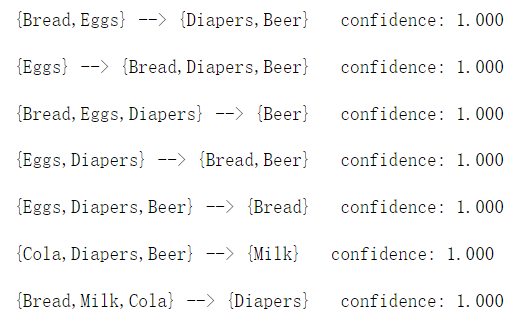 {Bread,Eggs} --> {Diapers,Beer}   confidence: 1.000
{Eggs} --> {Bread,Diapers,Beer}   confidence: 1.000
{Bread,Eggs,Diapers} --> {Beer}   confidence: 1.000
{Eggs,Diapers} --> {Bread,Beer}   confidence: 1.000
{Eggs,Diapers,Beer} --> {Bread}   confidence: 1.000
{Cola,Diapers,Beer} --> {Milk}   confidence: 1.000
{Bread,Milk,Cola} --> {Diapers}   confidence: 1.000